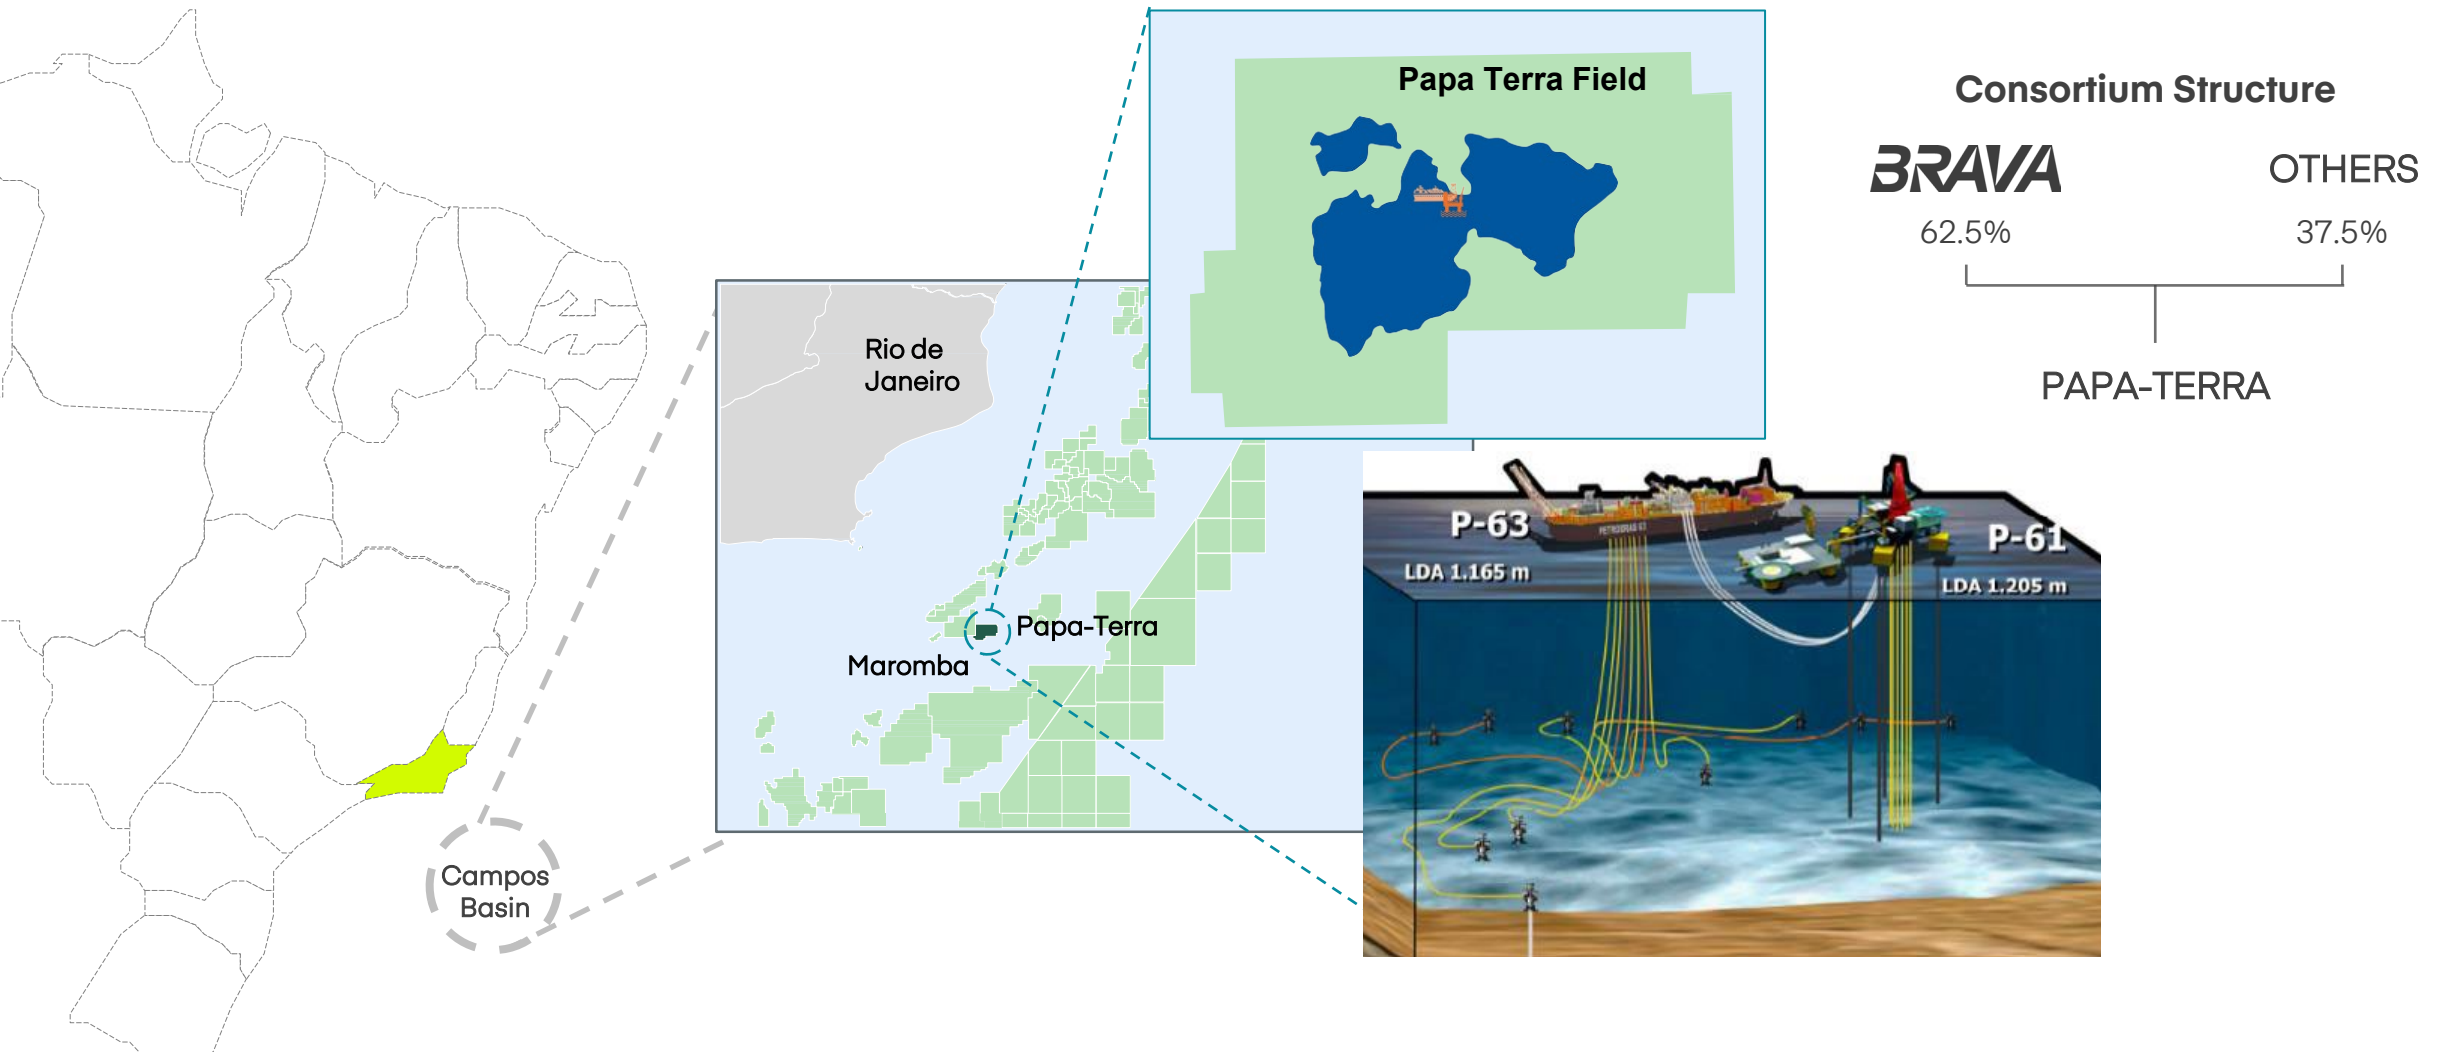 Papa Terra Field
Consortium Structure
BRAVA
OTHERS
62.5%
37.5%
PAPA-TERRA
Rio de
Janeiro
Papa-Terra
Maromba
Campos
Basin
P-63
LDA 1.165 m
P-61
LDA 1.205 m